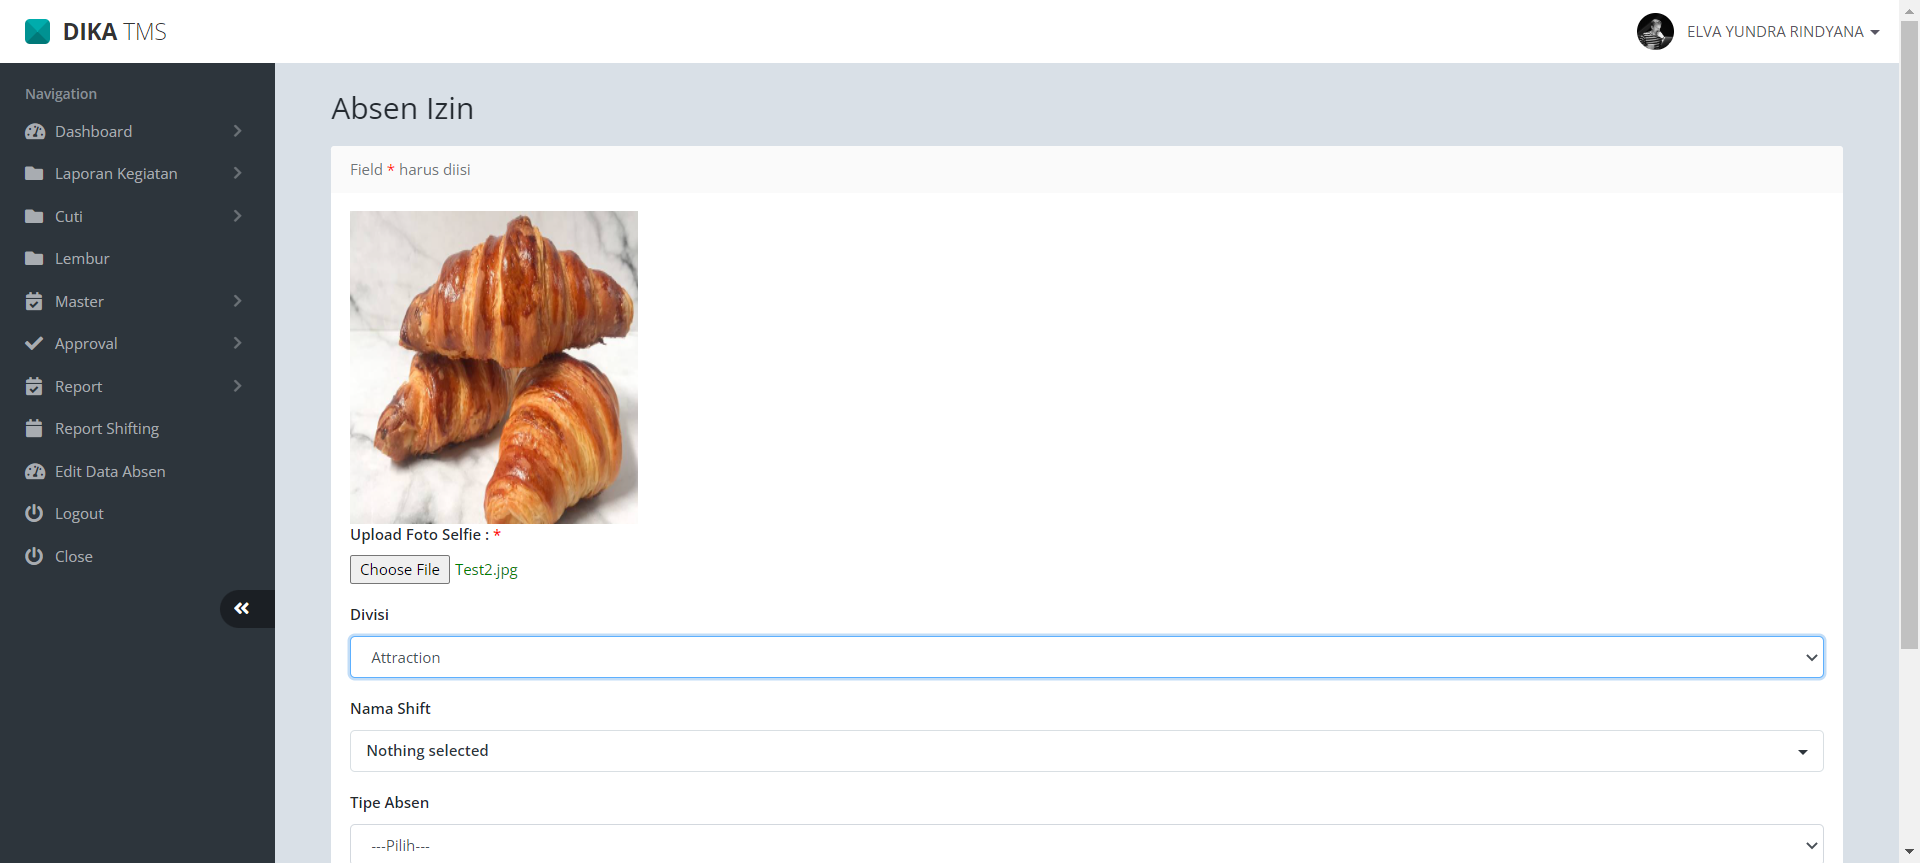 DIKA TMS
ELVA YUNDRA RINDYANA
Navigation
Dashboard
Laporan Kegiatan
Cuti
Lembur
Master
Approval
Report
Report Shifting
Edit Data Absen
Logout
Close
Absen Izin
Field * harus diisi
Upload Foto Selfie : *
Choose File Test2.jpg
Divisi
Attraction
Nama Shift
Nothing selected
Tipe Absen
---Pilih---